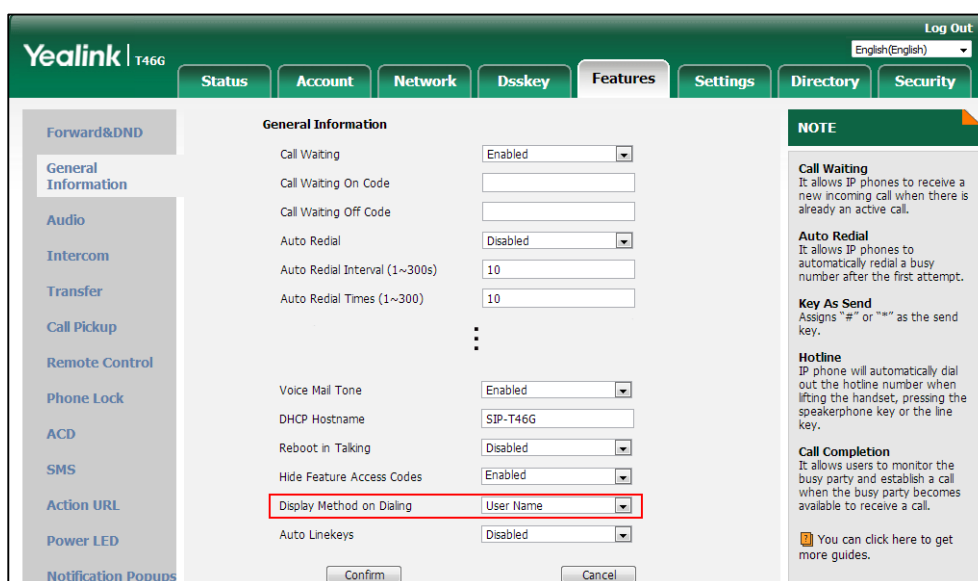 Log Out
Yealink T46G
English(English)
Status Account Network Dsskey Features Settings Directory Security
Forward&DND
General
Information
Audio
Intercom
Transfer
Call Pickup
Remote Control
Phone Lock
ACD
SMS
Action URL
Power LED
Notification Popups
General Information
Call Waiting Enabled
Call Waiting On Code
Call Waiting Off Code
Auto Redial Disabled
Auto Redial Interval (1~300s) 10
Auto Redial Times (1~300) 10
Voice Mail Tone Enabled
DHCP Hostname SIP-T46G
Reboot in Talking Disabled
Hide Feature Access Codes Enabled
Display Method on Dialing User Name
Auto Linekeys Disabled
Confirm Cancel
NOTE
Call Waiting
It allows IP phones to receive a
new incoming call when there is
already an active call.
Auto Redial
It allows IP phones to
automatically redial a busy
number after the first attempt.
Key As Send
Assigns "#" or "*" as the send
key.
Hotline
IP phone will automatically dial
out the hotline number when
lifting the handset, pressing the
speakerphone key or the line
key.
Call Completion
It allows users to monitor the
busy party and establish a call
when the busy party becomes
available to receive a call.
You can click here to get
more guides.